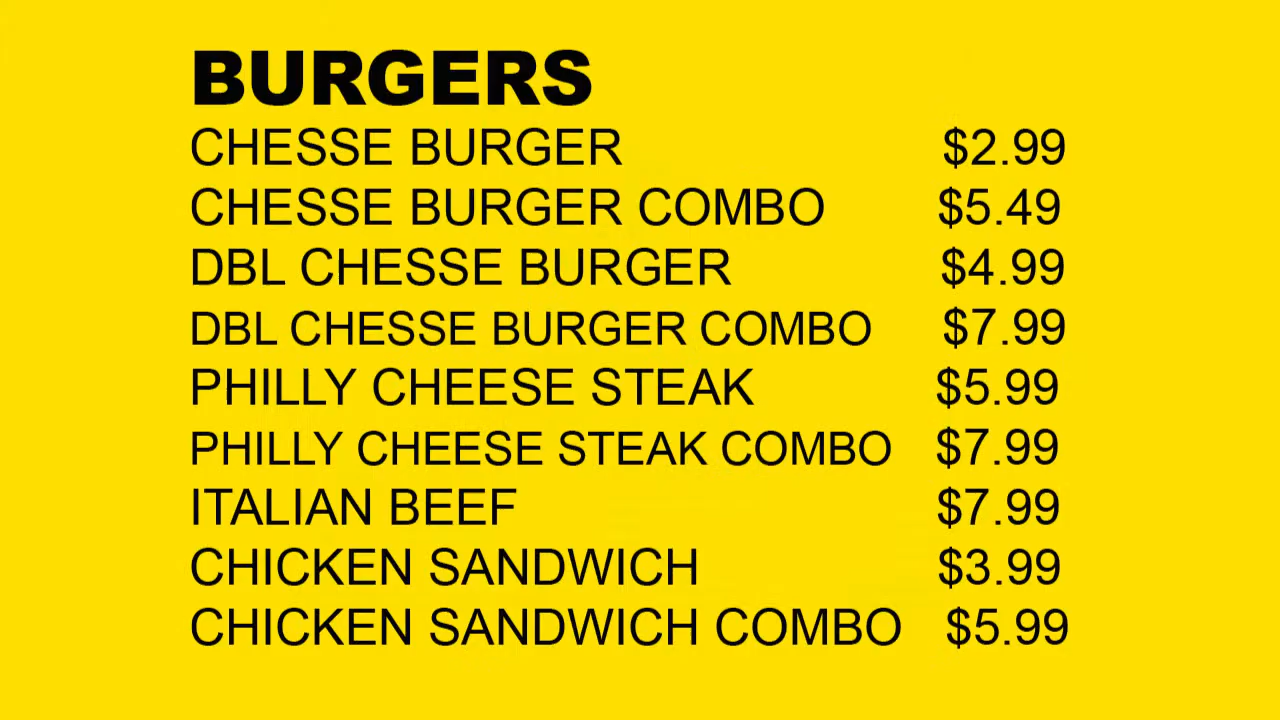 BURGERS
CHESSE BURGER $2.99
CHESSE BURGER COMBO $5.49
DBL CHESSE BURGER $4.99
DBL CHESSE BURGER COMBO $7.99
PHILLY CHEESE STEAK $5.99
PHILLY CHEESE STEAK COMBO $7.99
ITALIAN BEEF $7.99
CHICKEN SANDWICH $3.99
CHICKEN SANDWICH COMBO $5.99